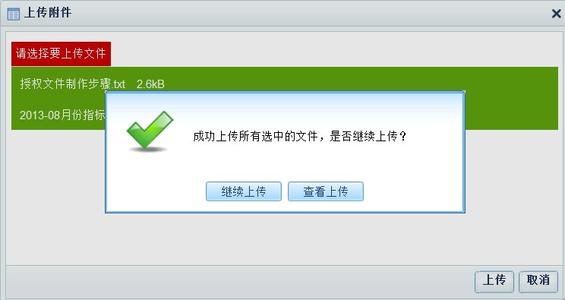 上传附件
请选择要上传文件
授权文件制作步骤.txt 2.6kB
2013-08月份指标
成功上传所有选中的文件，是否继续上传？
继续上传 查看上传
上传 取消